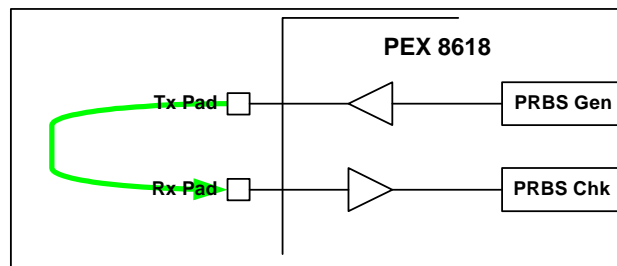 PEX 8618
Tx Pad
PRBS Gen
Rx Pad
PRBS Chk